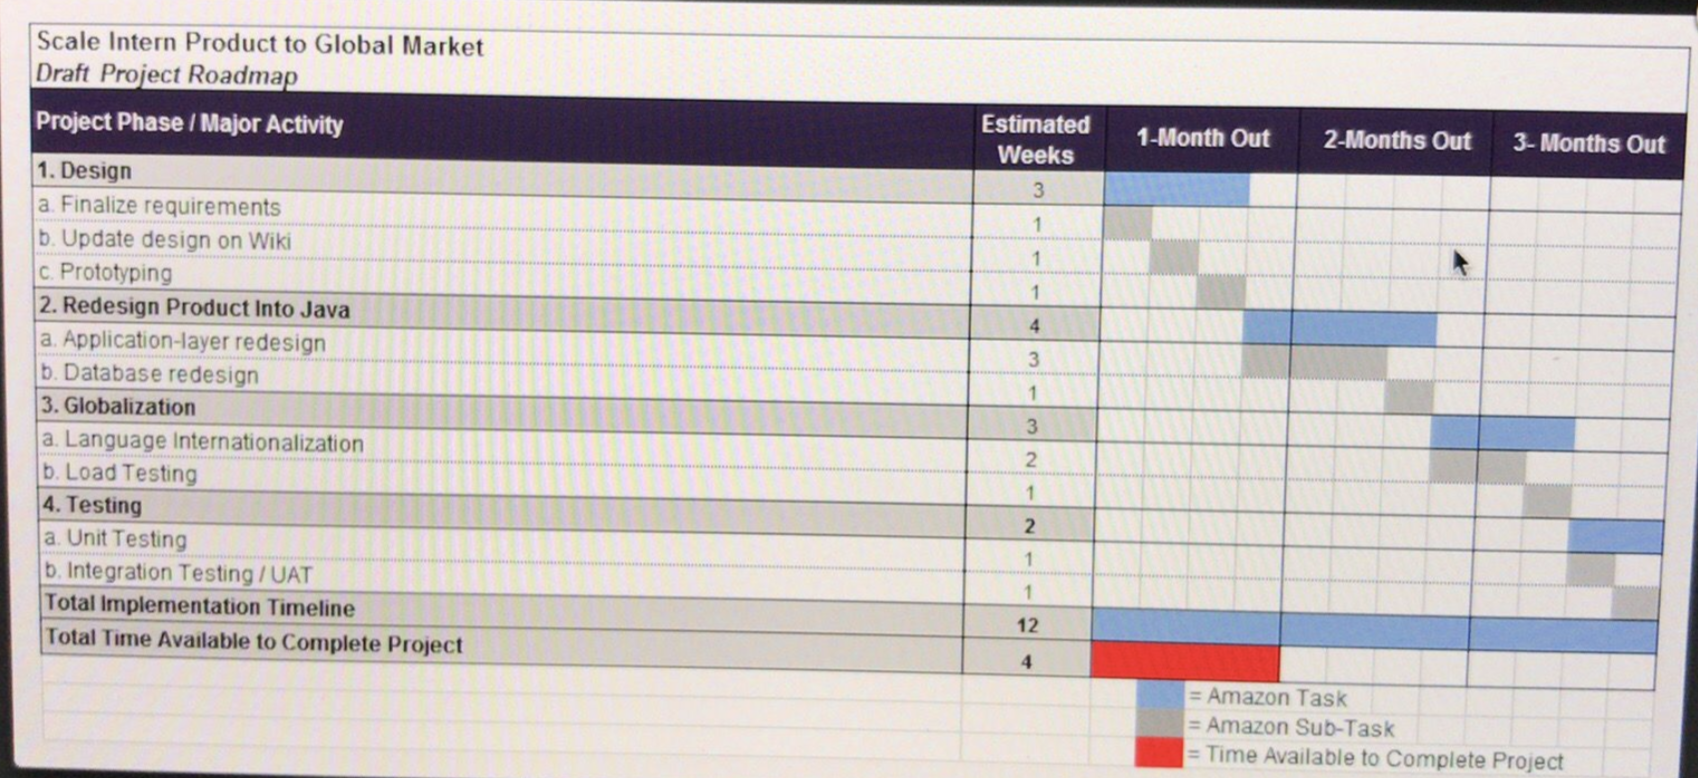 Scale Intern Product to Global Market
Draft Project Roadmap
Project Phase / Major Activity Estimated Weeks 1-Month Out 2-Months Out 3- Months Out
1. Design 3
a. Finalize requirements 1
b. Update design on Wiki 1
c. Prototyping 1
2. Redesign Product Into Java 4
a. Application-layer redesign 3
b. Database redesign 1
3. Globalization 3
a. Language Internationalization 2
b. Load Testing 1
4. Testing 2
a. Unit Testing 1
b. Integration Testing / UAT 1
Total Implementation Timeline 12
Total Time Available to Complete Project 4
= Amazon Task
= Amazon Sub-Task
= Time Available to Complete Project